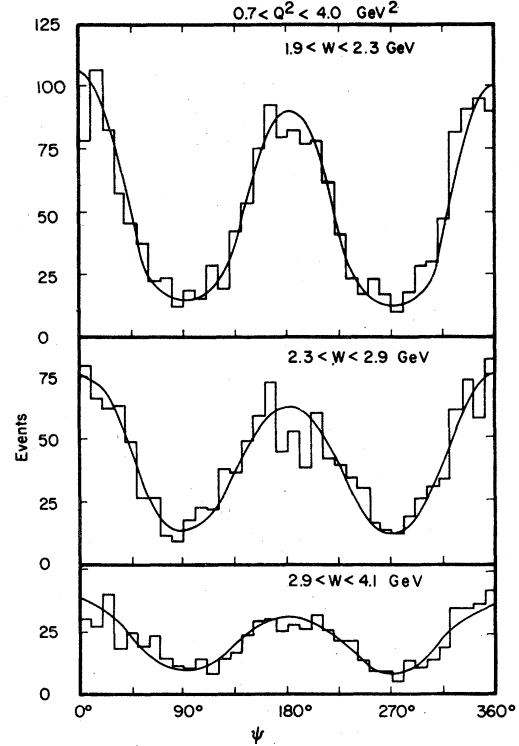 0.7 < Q² < 4.0 GeV²
125
1.9 < W < 2.3 GeV
100
75
50
25
0
2.3 < W < 2.9 GeV
75
50
25
0
Events
2.9 < W < 4.1 GeV
25
0
0° 90° 180° 270° 360°
ψ